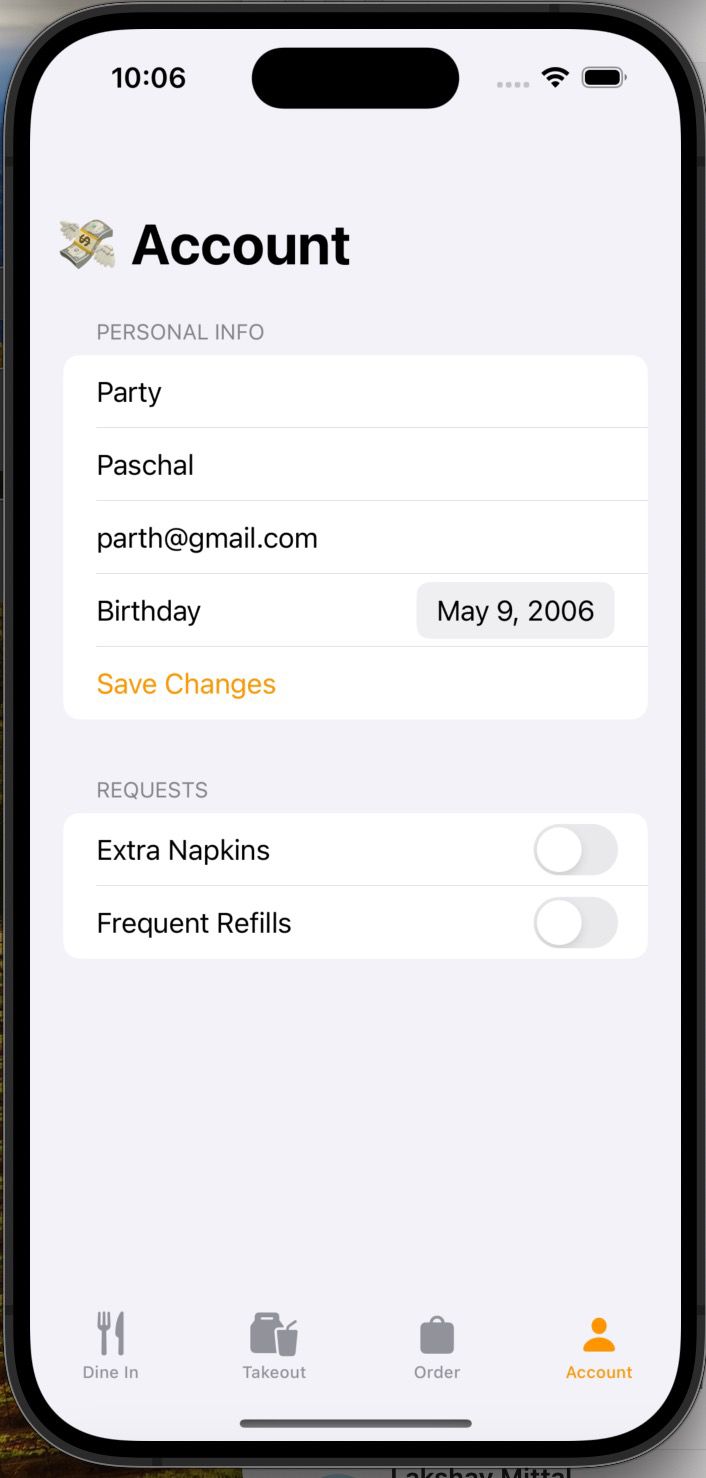 10:06
Account
PERSONAL INFO
Party
Paschal
parth@gmail.com
Birthday May 9, 2006
Save Changes
REQUESTS
Extra Napkins
Frequent Refills
Dine In Takeout Order Account
Lakshay Mittal